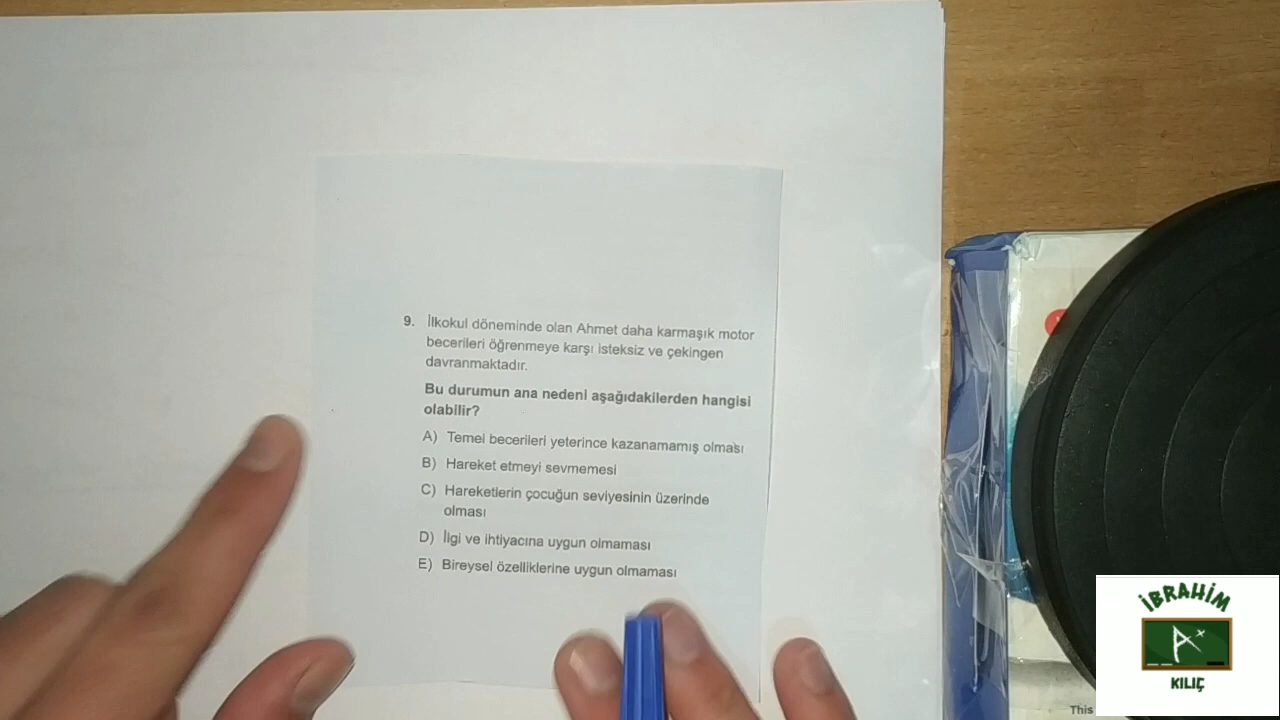 9. İlkokul döneminde olan Ahmet daha karmaşık motor
becerileri öğrenmeye karşı isteksiz ve çekingen
davranmaktadır.
Bu durumun ana nedeni aşağıdakilerden hangisi
olabilir?
A) Temel becerileri yeterince kazanamamış olması
B) Hareket etmeyi sevmemesi
C) Hareketlerin çocuğun seviyesinin üzerinde
olması
D) İlgi ve ihtiyacına uygun olmaması
E) Bireysel özelliklerine uygun olmaması
İBRAHİM
A+
KILIÇ
This